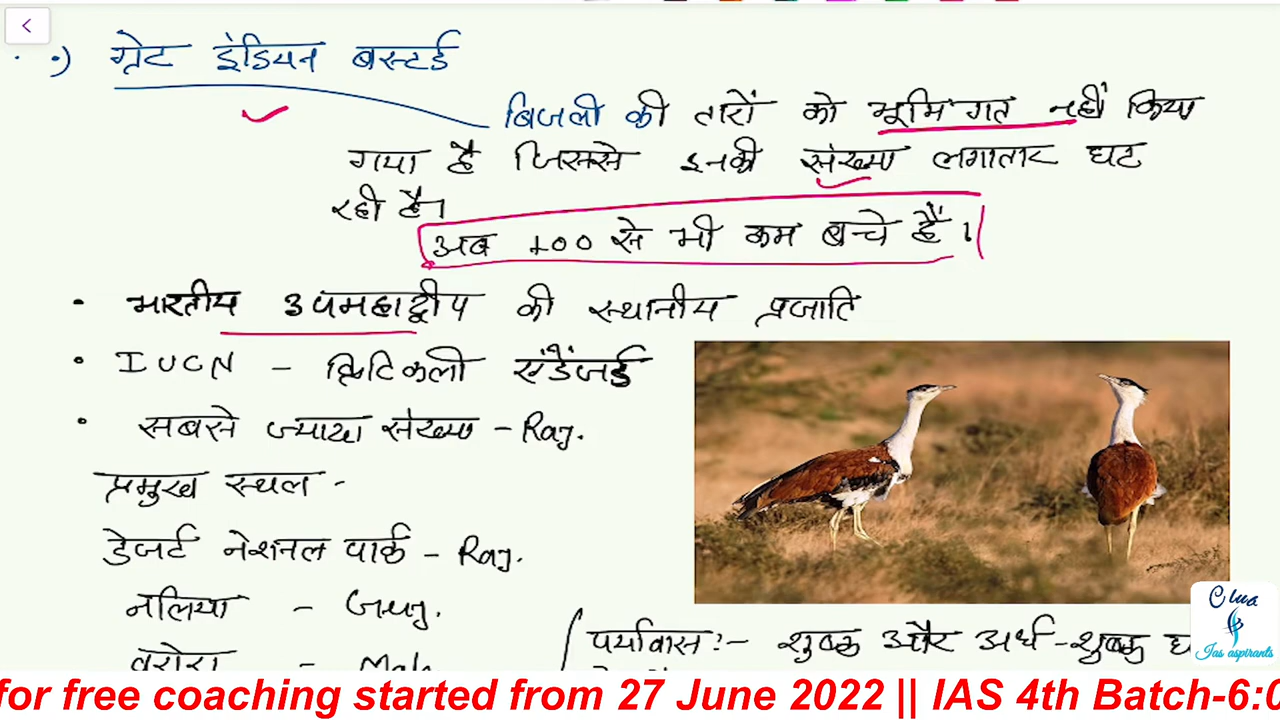 •) ग्रेट इंडियन बस्टर्ड
बिजली की तारों को भूमिगत नहीं किया
गया है जिससे इनकी संख्या लगातार घट
रही है।
अब 100 से भी कम बच्चे हैं।
• भारतीय उपमहाद्वीप की स्थानीय प्रजाति
• IUCN - क्रिटिकली एंडेंजर्ड
• सबसे ज्यादा संख्या - Raj.
प्रमुख स्थल -
डेजर्ट नेशनल पार्क - Raj.
नलिया -
वरोरा - Mah
पर्यावास :- शुष्क और अर्ध-शुष्क घ
Ias aspirants
for free coaching started from 27 June 2022 || IAS 4th Batch-6:0